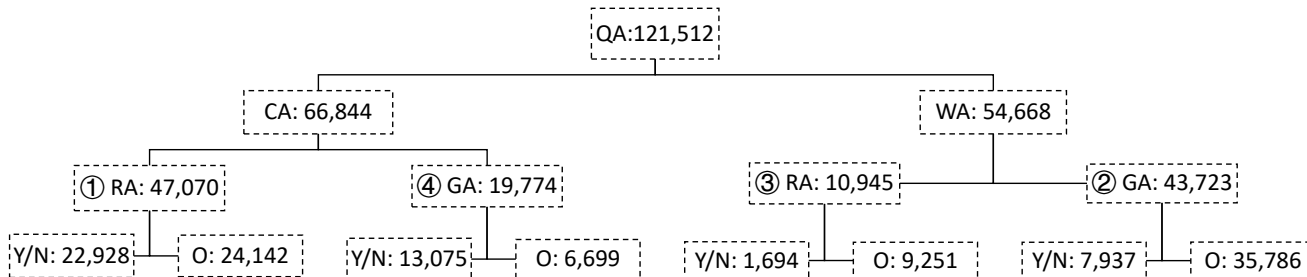 QA:121,512
CA: 66,844
WA: 54,668
① RA: 47,070
④ GA: 19,774
③ RA: 10,945
② GA: 43,723
Y/N: 22,928
O: 24,142
Y/N: 13,075
O: 6,699
Y/N: 1,694
O: 9,251
Y/N: 7,937
O: 35,786